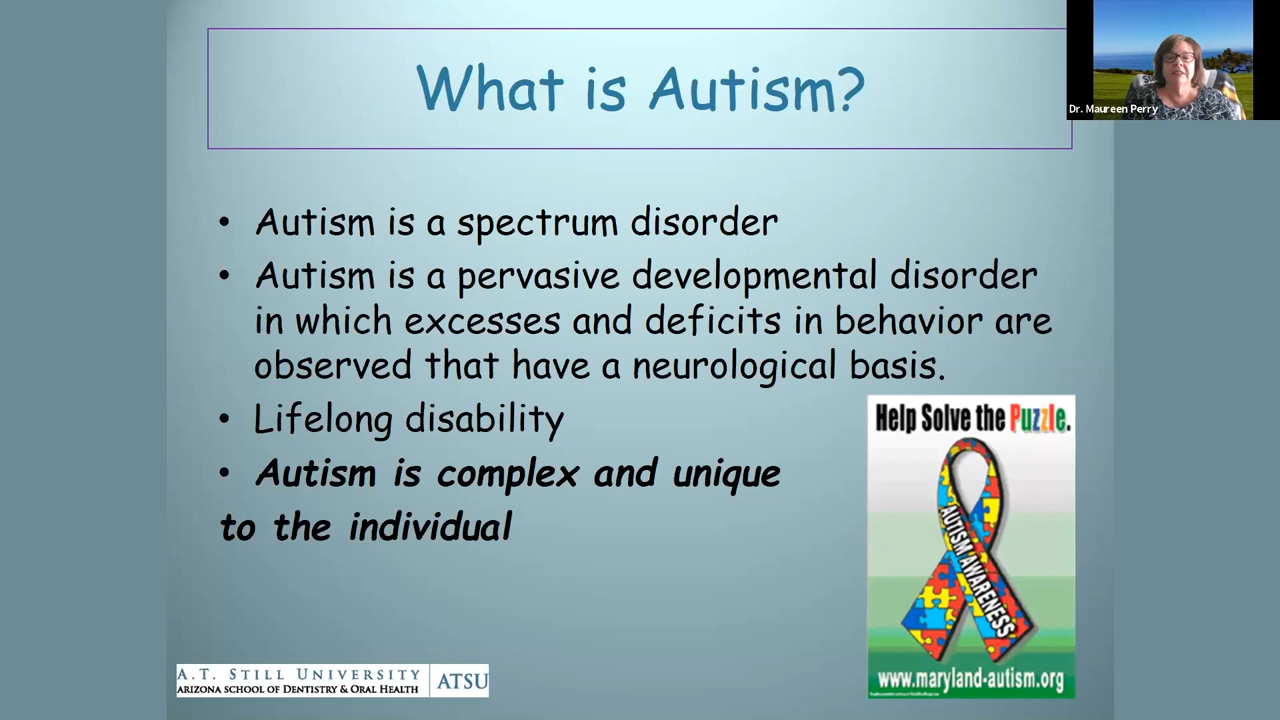 What is Autism?
Dr. Maureen Perry
• Autism is a spectrum disorder
• Autism is a pervasive developmental disorder
in which excesses and deficits in behavior are
observed that have a neurological basis.
• Lifelong disability
• Autism is complex and unique
to the individual
Help Solve the Puzzle.
AUTISM AWARENESS
www.maryland-autism.org
A.T. STILL UNIVERSITY
ARIZONA SCHOOL OF DENTISTRY & ORAL HEALTH
ATSU